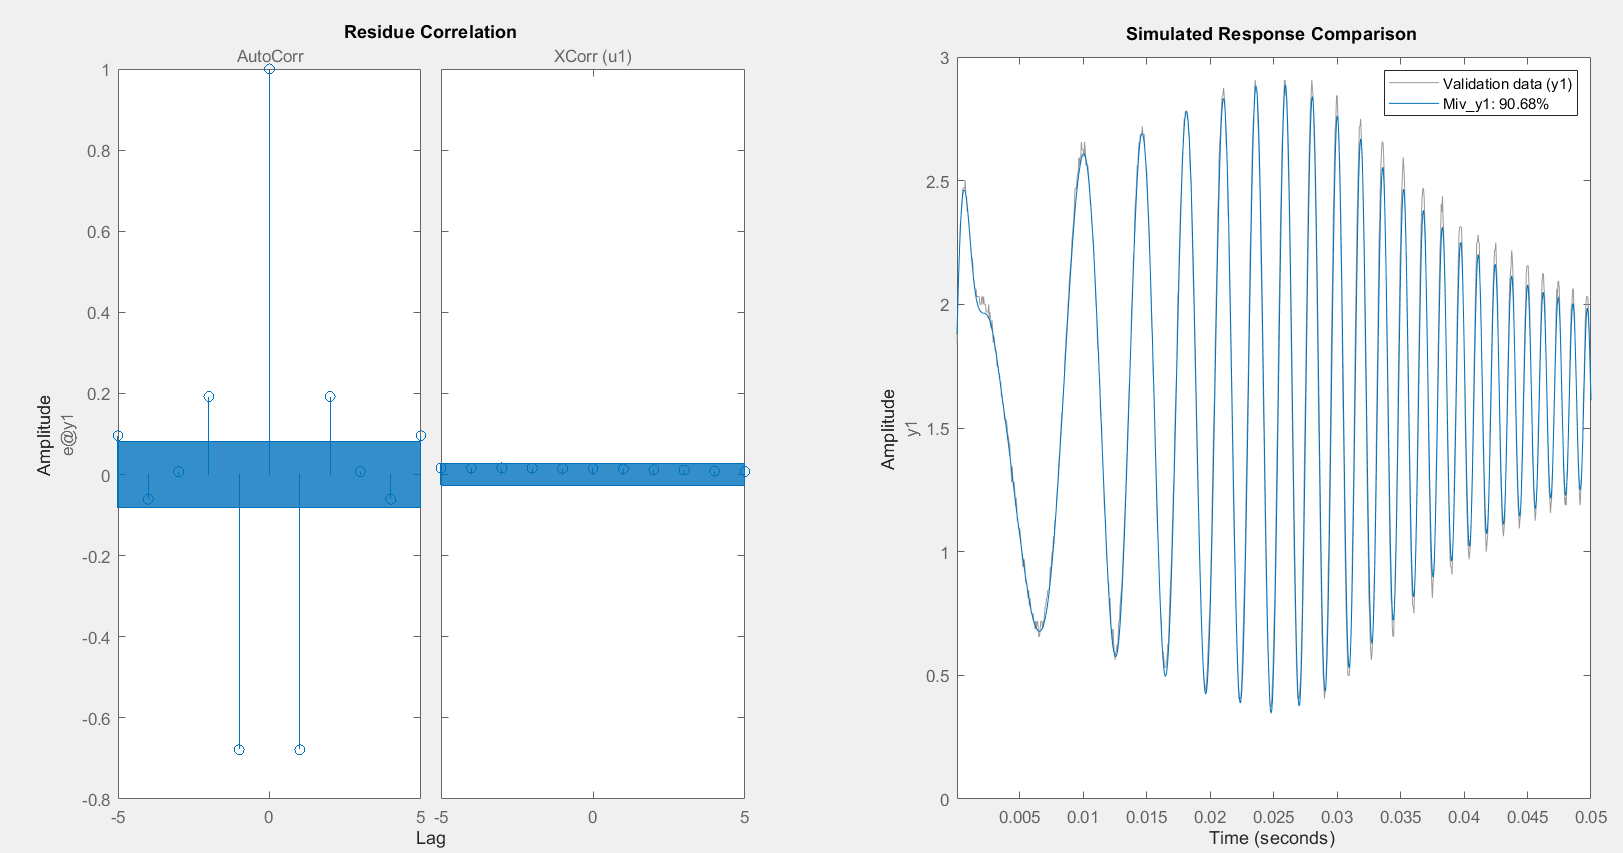 Residue Correlation
AutoCorr
XCorr (u1)
1
0.8
0.6
0.4
0.2
0
-0.2
-0.4
-0.6
-0.8
Amplitude
e@y1
-5
0
5
-5
0
5
Lag
Simulated Response Comparison
Validation data (y1)
Miv_y1: 90.68%
3
2.5
2
1.5
1
0.5
0
Amplitude
y1
0.005
0.01
0.015
0.02
0.025
0.03
0.035
0.04
0.045
0.05
Time (seconds)